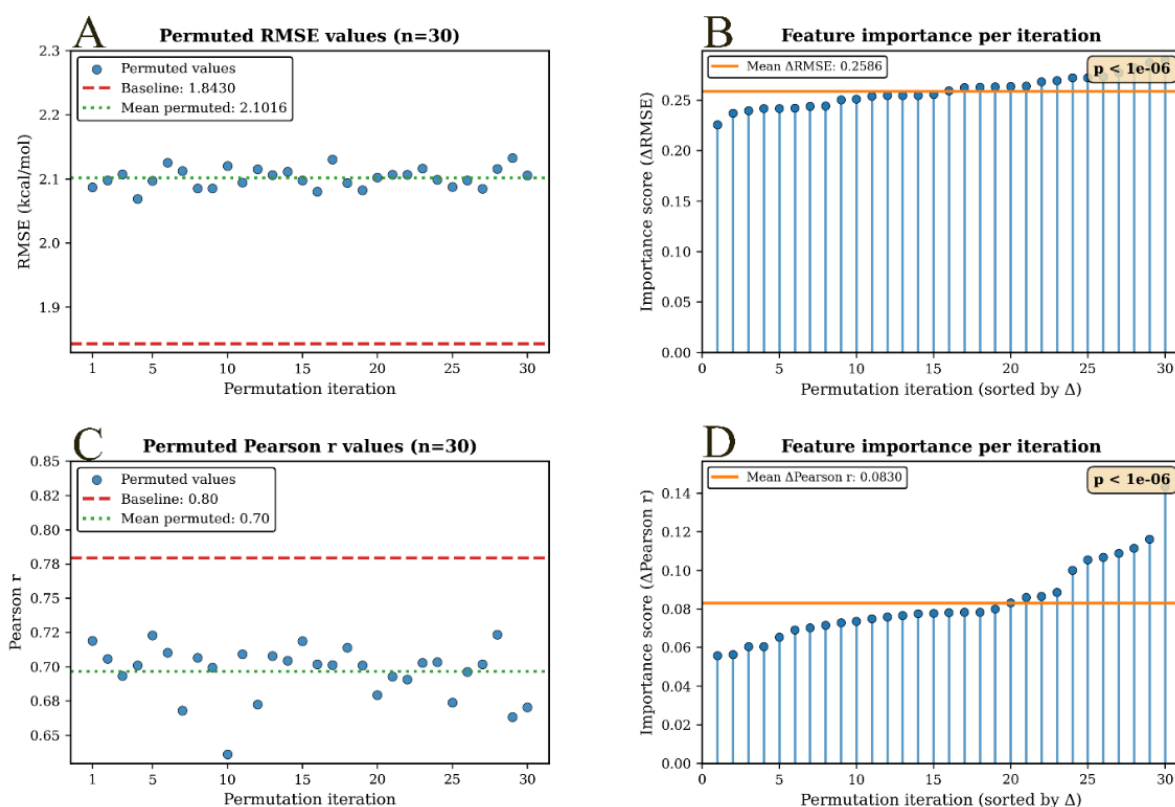 A
Permuted RMSE values (n=30)
2.3
2.2
2.1
2.0
1.9
RMSE (kcal/mol)
Permuted values
Baseline: 1.8430
Mean permuted: 2.1016
1 5 10 15 20 25 30
Permutation iteration
B
Feature importance per iteration
Mean ΔRMSE: 0.2586
p < 1e-06
0.25
0.20
0.15
0.10
0.05
0.00
Importance score (ΔRMSE)
0 5 10 15 20 25 30
Permutation iteration (sorted by Δ)
C
Permuted Pearson r values (n=30)
0.85
0.82
0.80
0.78
0.75
0.72
0.70
0.68
0.65
Pearson r
Permuted values
Baseline: 0.80
Mean permuted: 0.70
1 5 10 15 20 25 30
Permutation iteration
D
Feature importance per iteration
Mean ΔPearson r: 0.0830
p < 1e-06
0.14
0.12
0.10
0.08
0.06
0.04
0.02
0.00
Importance score (ΔPearson r)
0 5 10 15 20 25 30
Permutation iteration (sorted by Δ)